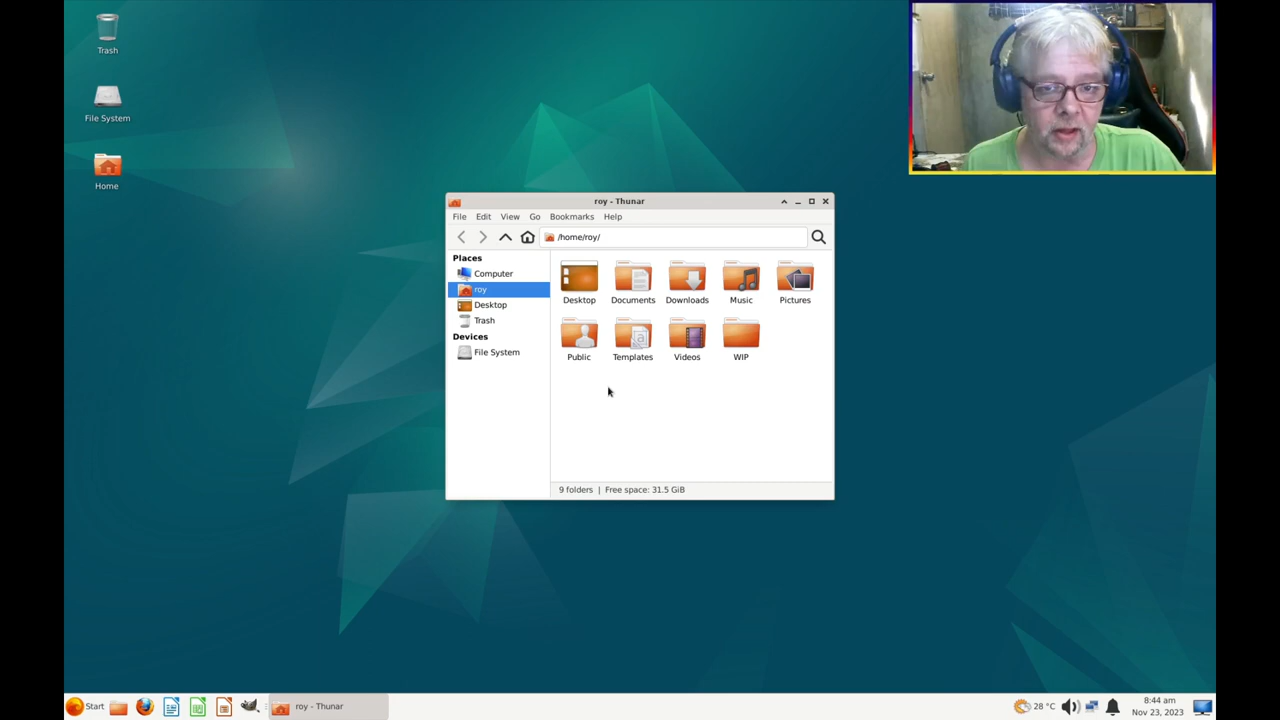 Trash
File System
Home
roy - Thunar
File Edit View Go Bookmarks Help
/home/roy/
Places
Computer
roy
Desktop
Trash
Devices
File System
Desktop Documents Downloads Music Pictures
Public Templates Videos WIP
9 folders | Free space: 31.5 GiB
Start
roy - Thunar
28 °C
8:44 am
Nov 23, 2023